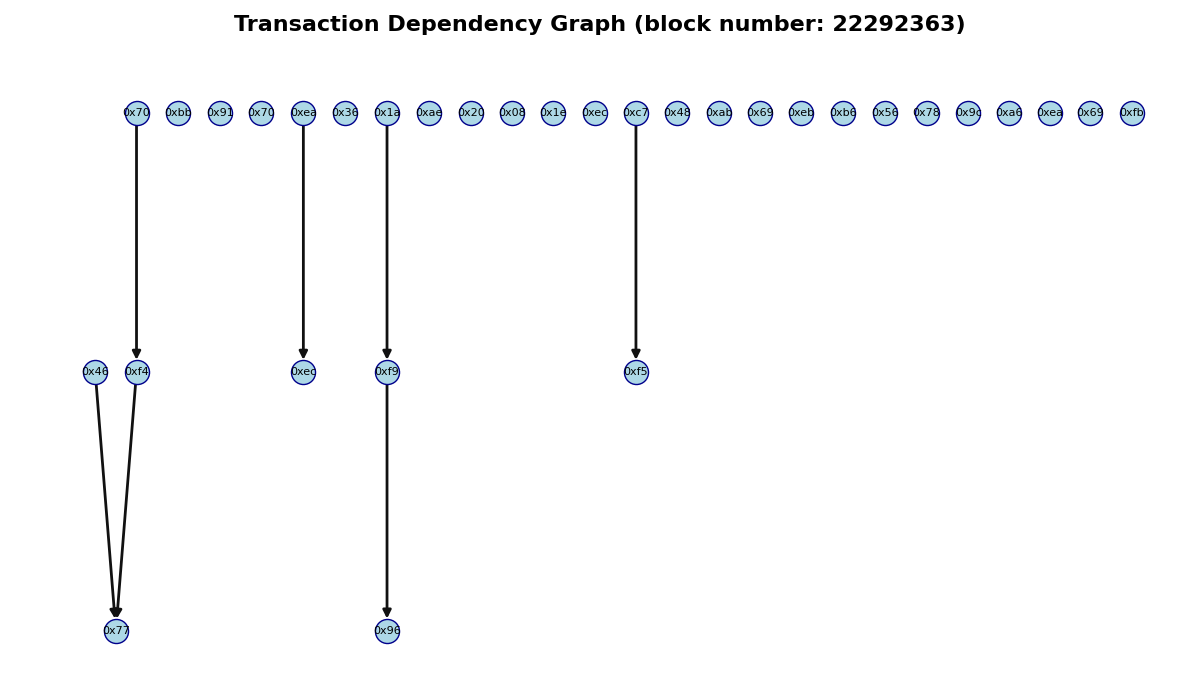 Transaction Dependency Graph (block number: 22292363)
0x70 0xbb 0x91 0x70 0xea 0x36 0x1a 0xae 0x20 0x08 0x1e 0xec 0xc7 0x48 0xab 0x69 0xeb 0xb6 0x56 0x78 0x9c 0xa6 0xea 0x69 0xfb
0x46 0xf4 0xec 0xf9 0xf5
0x77 0x96